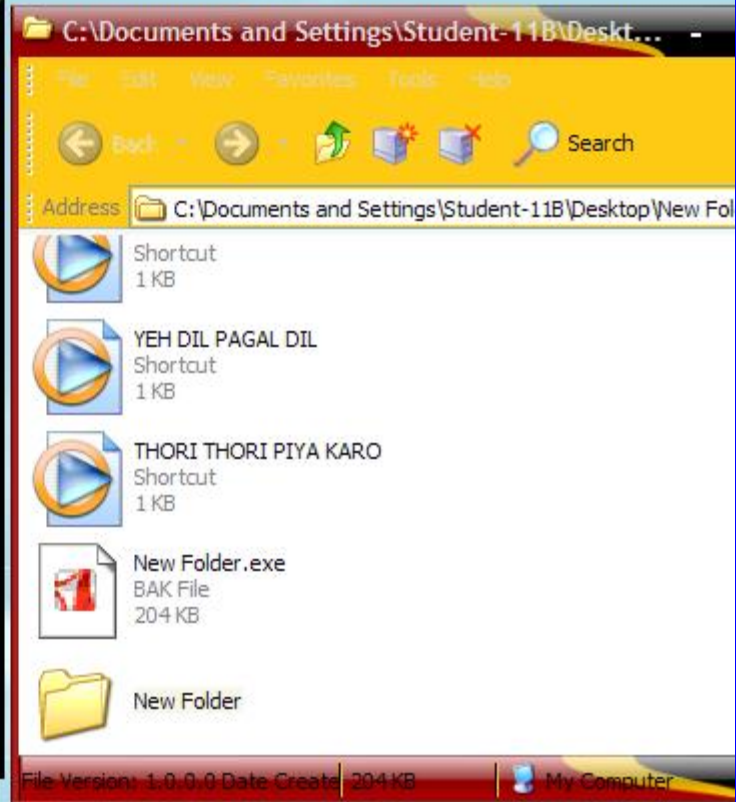 C:\Documents and Settings\Student-11B\Deskt...
File Edit View Favorites Tools Help
Back Search
Address C:\Documents and Settings\Student-11B\Desktop\New Fol
Shortcut
1 KB
YEH DIL PAGAL DIL
Shortcut
1 KB
THORI THORI PIYA KARO
Shortcut
1 KB
New Folder.exe
BAK File
204 KB
New Folder
File Version: 1.0.0.0 Date Create 204 KB My Computer